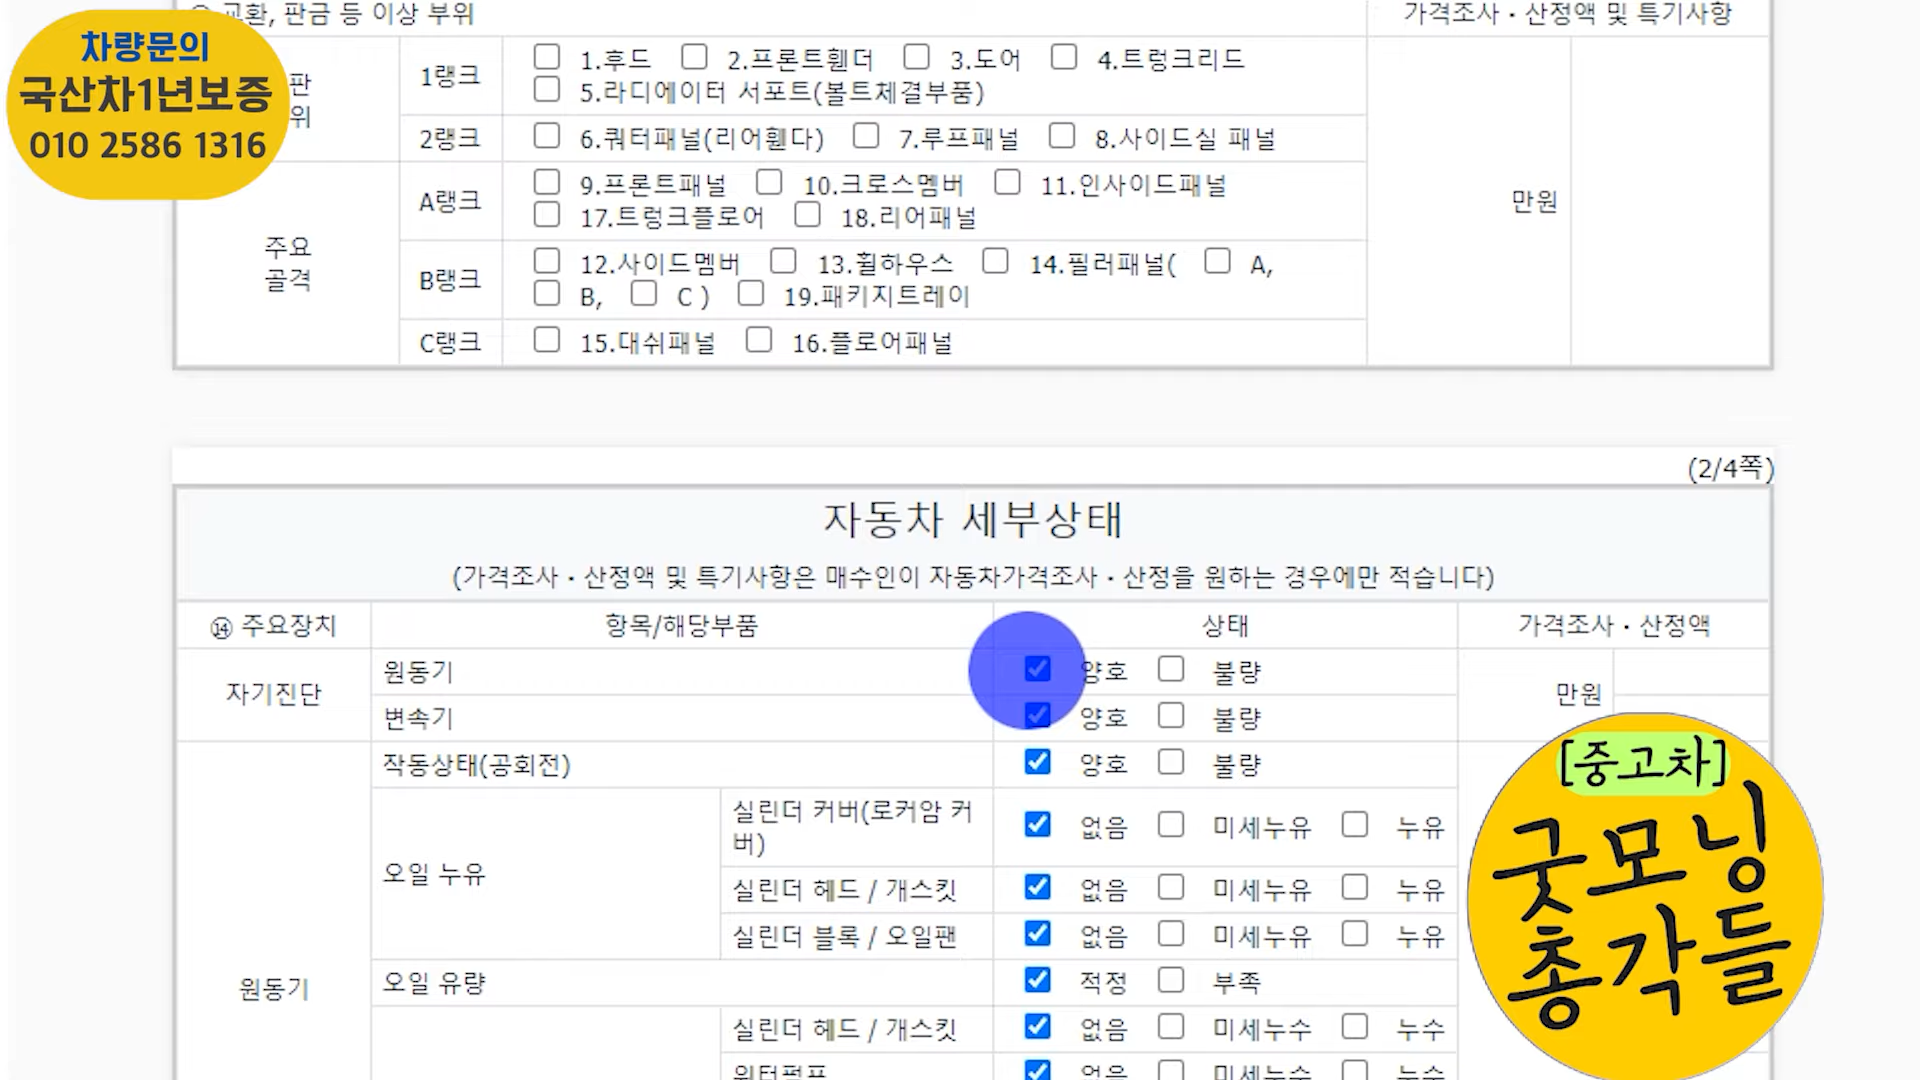 교환, 판금 등 이상 부위
가격조사・산정액 및 특기사항
차량문의
국산차1년보증
010 2586 1316
판
위
1랭크
1.후드 2.프론트휀더 3.도어 4.트렁크리드
5.라디에이터 서포트(볼트체결부품)
2랭크
6.쿼터패널(리어휀다) 7.루프패널 8.사이드실 패널
주요
골격
A랭크
9.프론트패널 10.크로스멤버 11.인사이드패널
17.트렁크플로어 18.리어패널
만원
B랭크
12.사이드멤버 13.휠하우스 14.필러패널( A,
B, C ) 19.패키지트레이
C랭크
15.대쉬패널 16.플로어패널
(2/4쪽)
자동차 세부상태
(가격조사・산정액 및 특기사항은 매수인이 자동차가격조사・산정을 원하는 경우에만 적습니다)
⑭ 주요장치 항목/해당부품 상태 가격조사・산정액
자기진단
원동기 양호 불량
변속기 양호 불량
만원
원동기
작동상태(공회전) 양호 불량
오일 누유
실린더 커버(로커암 커
버)
없음 미세누유 누유
실린더 헤드 / 개스킷 없음 미세누유 누유
실린더 블록 / 오일팬 없음 미세누유 누유
오일 유량 적정 부족
실린더 헤드 / 개스킷 없음 미세누수 누수
워터펌프 없음 미세누수 누수
[중고차]
굿모닝
총각들